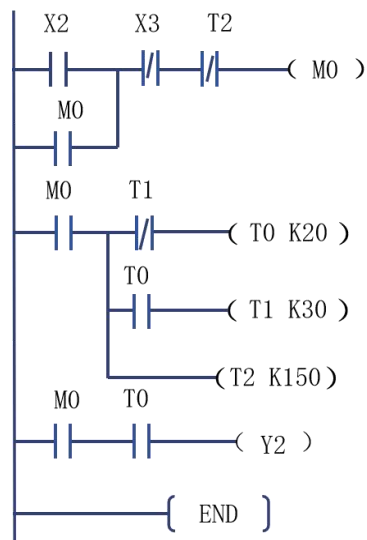 X2 X3 T2
M0
M0
M0 T1
T0 K20
T0
T1 K30
T2 K150
M0 T0
Y2
END